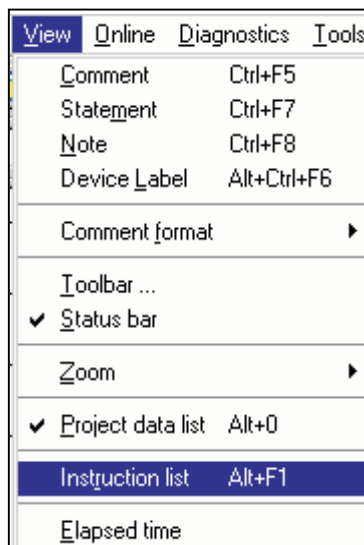 View Online Diagnostics Tools
Comment Ctrl+F5
Statement Ctrl+F7
Note Ctrl+F8
Device Label Alt+Ctrl+F6
Comment format
Toolbar ...
Status bar
Zoom
Project data list Alt+0
Instruction list Alt+F1
Elapsed time